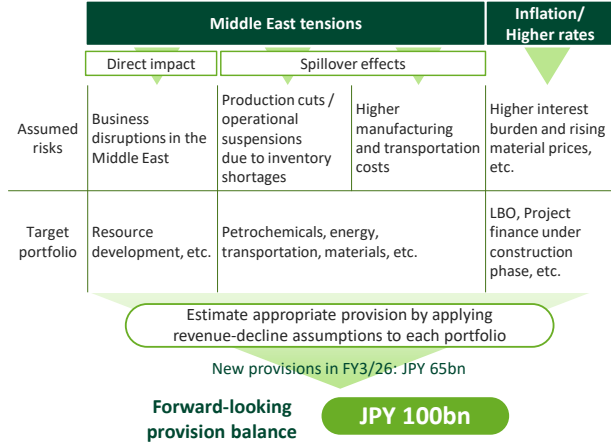 Middle East tensions
Inflation/
Higher rates
Direct impact
Spillover effects
Assumed
risks
Business
disruptions in the
Middle East
Production cuts /
operational
suspensions
due to inventory
shortages
Higher
manufacturing
and transportation
costs
Higher interest
burden and rising
material prices,
etc.
Target
portfolio
Resource
development, etc.
Petrochemicals, energy,
transportation, materials, etc.
LBO, Project
finance under
construction
phase, etc.
Estimate appropriate provision by applying
revenue-decline assumptions to each portfolio
New provisions in FY3/26: JPY 65bn
Forward-looking
provision balance
JPY 100bn